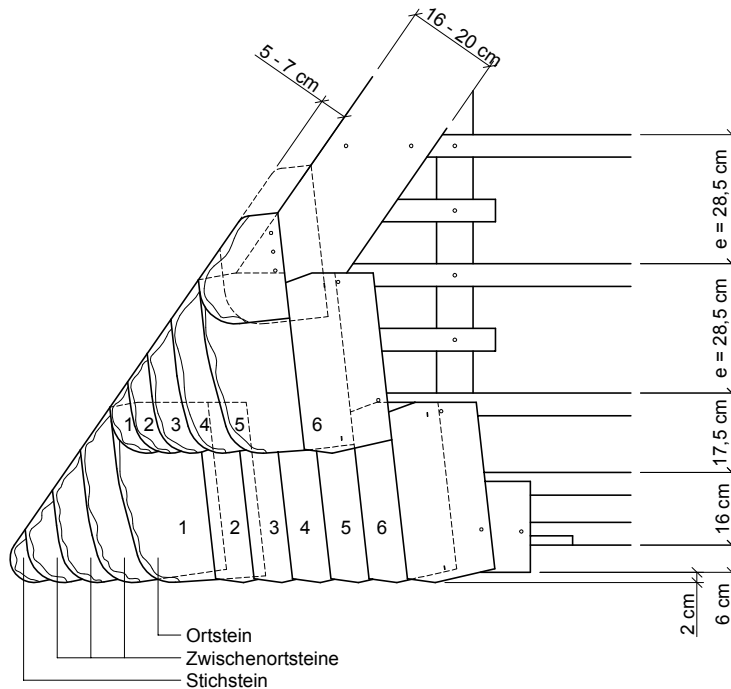 16 - 20 cm
5 - 7 cm
e = 28,5 cm
e = 28,5 cm
17,5 cm
16 cm
6 cm
2 cm
1 2 3 4 5 6
1 2 3 4 5 6
Ortstein
Zwischenortsteine
Stichstein